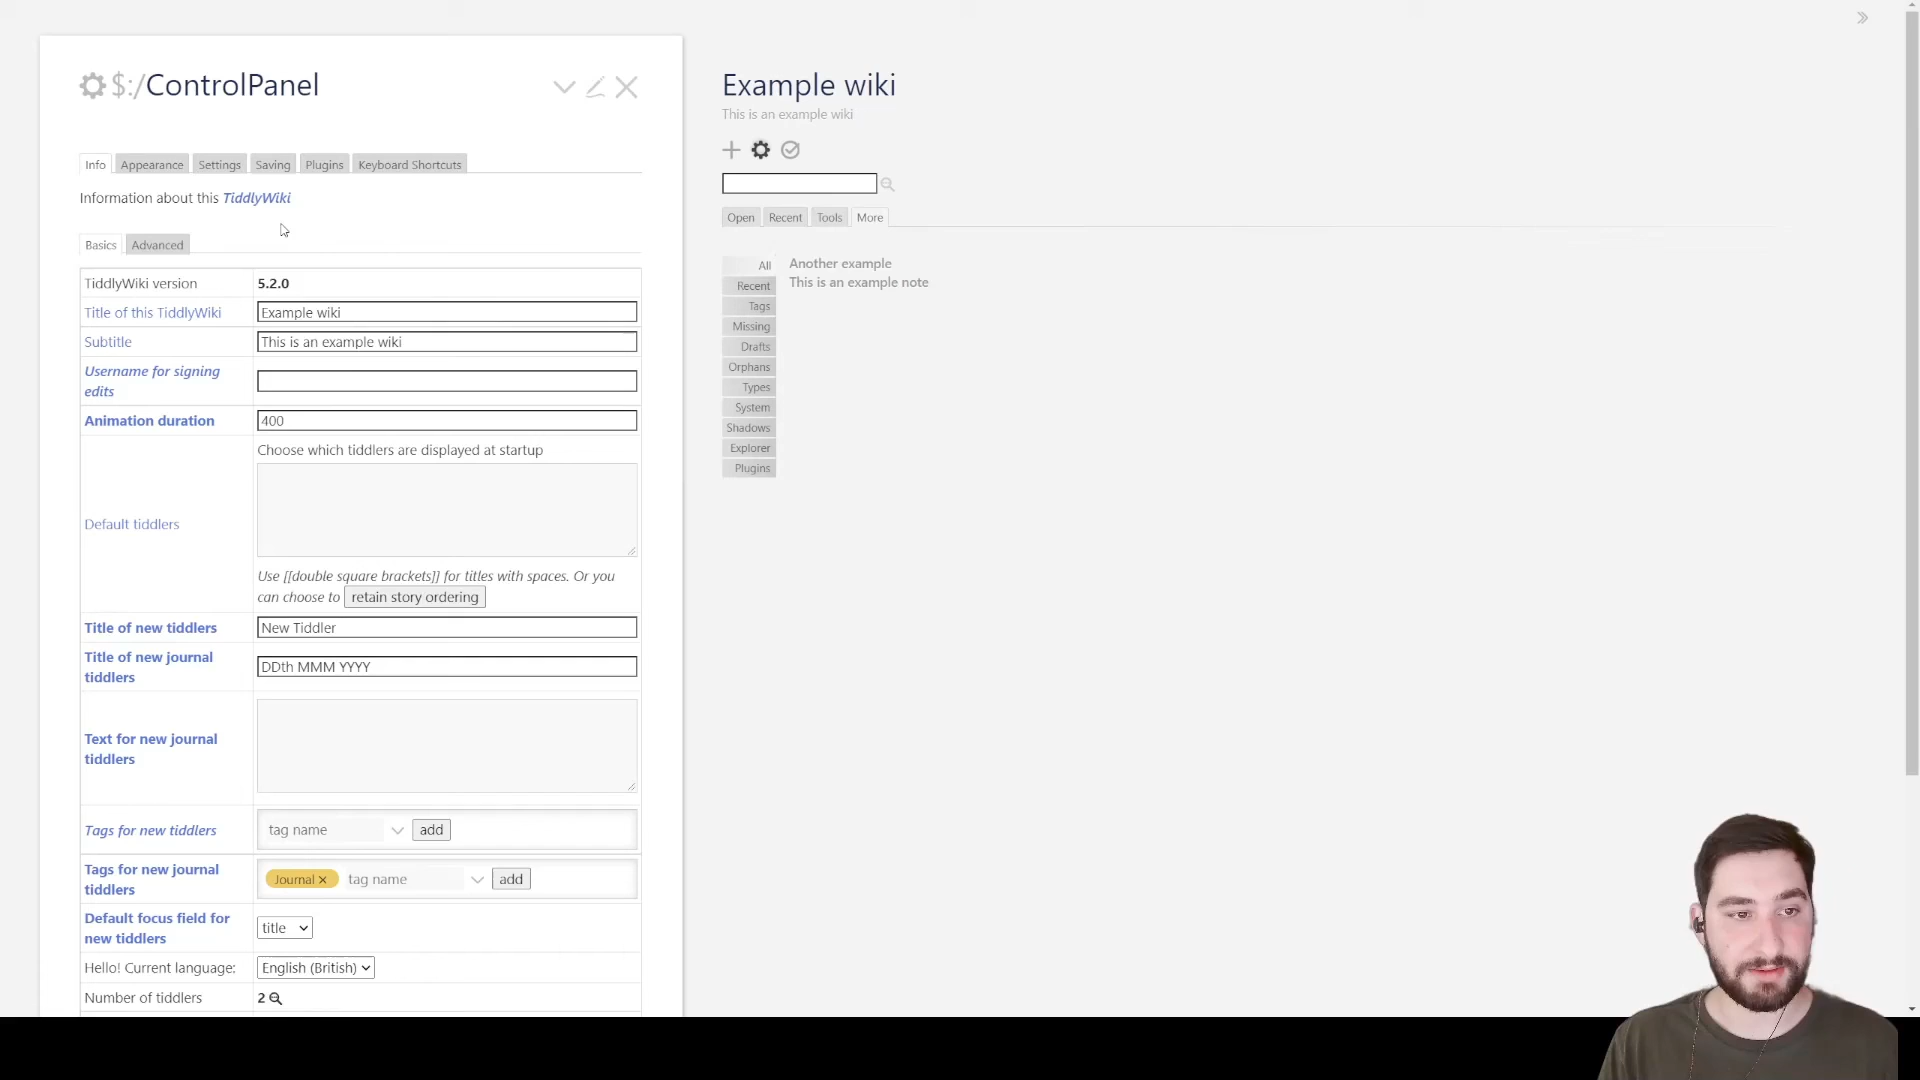 $:/ControlPanel
Info
Appearance
Settings
Saving
Plugins
Keyboard Shortcuts
Information about this TiddlyWiki
Basics
Advanced
TiddlyWiki version
5.2.0
Title of this TiddlyWiki
Example wiki
Subtitle
This is an example wiki
Username for signing
edits
Animation duration
400
Default tiddlers
Choose which tiddlers are displayed at startup
Use [[double square brackets]] for titles with spaces. Or you
can choose to retain story ordering
Title of new tiddlers
New Tiddler
Title of new journal
tiddlers
DDth MMM YYYY
Text for new journal
tiddlers
Tags for new tiddlers
tag name
add
Tags for new journal
tiddlers
Journal ×
tag name
add
Default focus field for
new tiddlers
title
Hello! Current language:
English (British)
Number of tiddlers
2
Example wiki
This is an example wiki
Open
Recent
Tools
More
All
Recent
Tags
Missing
Drafts
Orphans
Types
System
Shadows
Explorer
Plugins
Another example
This is an example note